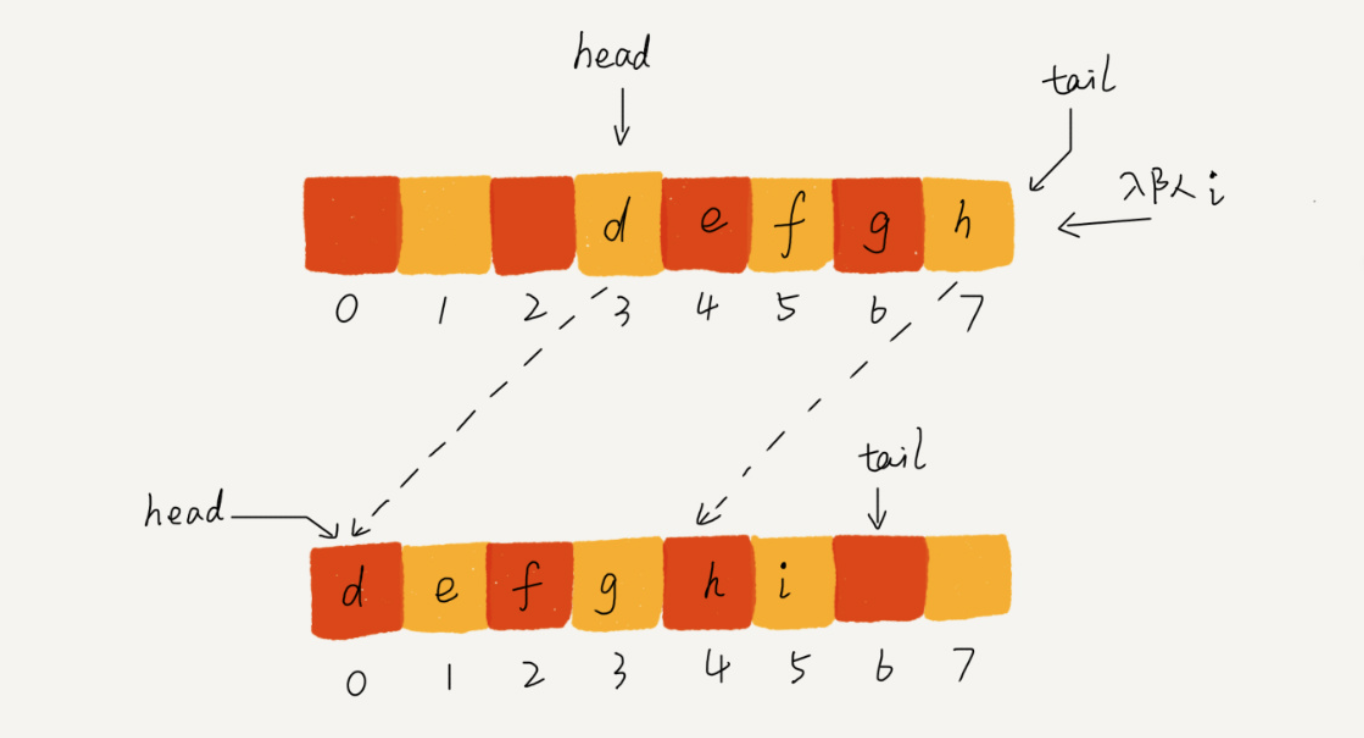 head
tail
入队 i
d e f g h
0 1 2 3 4 5 6 7
tail
head
d e f g h i
0 1 2 3 4 5 6 7